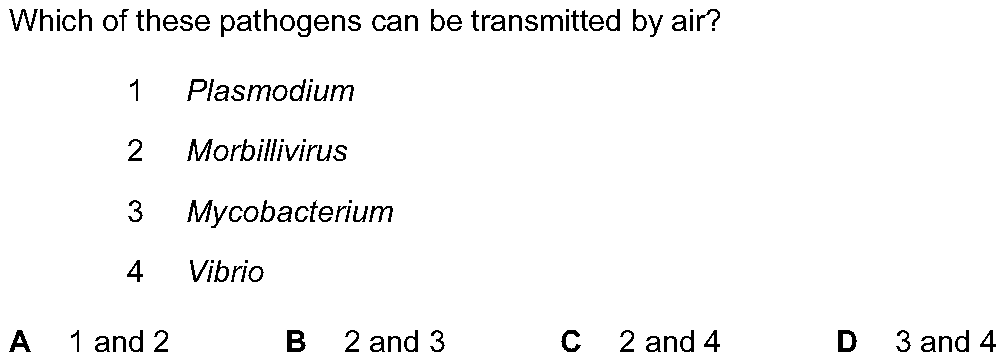 Which of these pathogens can be transmitted by air?
1 Plasmodium
2 Morbillivirus
3 Mycobacterium
4 Vibrio
A 1 and 2 B 2 and 3 C 2 and 4 D 3 and 4